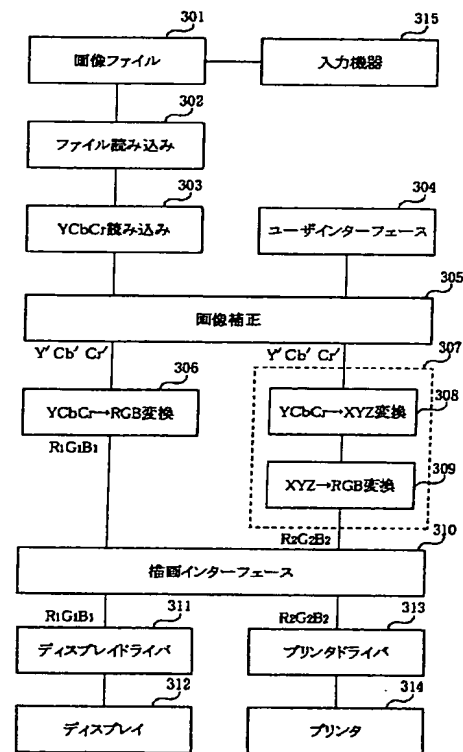 301
315
画像ファイル
入力機器
302
ファイル読み込み
303
304
YCbCr読み込み
ユーザインターフェース
305
画像補正
Y' Cb' Cr'
Y' Cb' Cr'
307
306
308
YCbCr→RGB変換
YCbCr→XYZ変換
R1G1B1
309
XYZ→RGB変換
R2G2B2
310
描画インターフェース
R1G1B1
311
R2G2B2
313
ディスプレイドライバ
プリンタドライバ
312
314
ディスプレイ
プリンタ